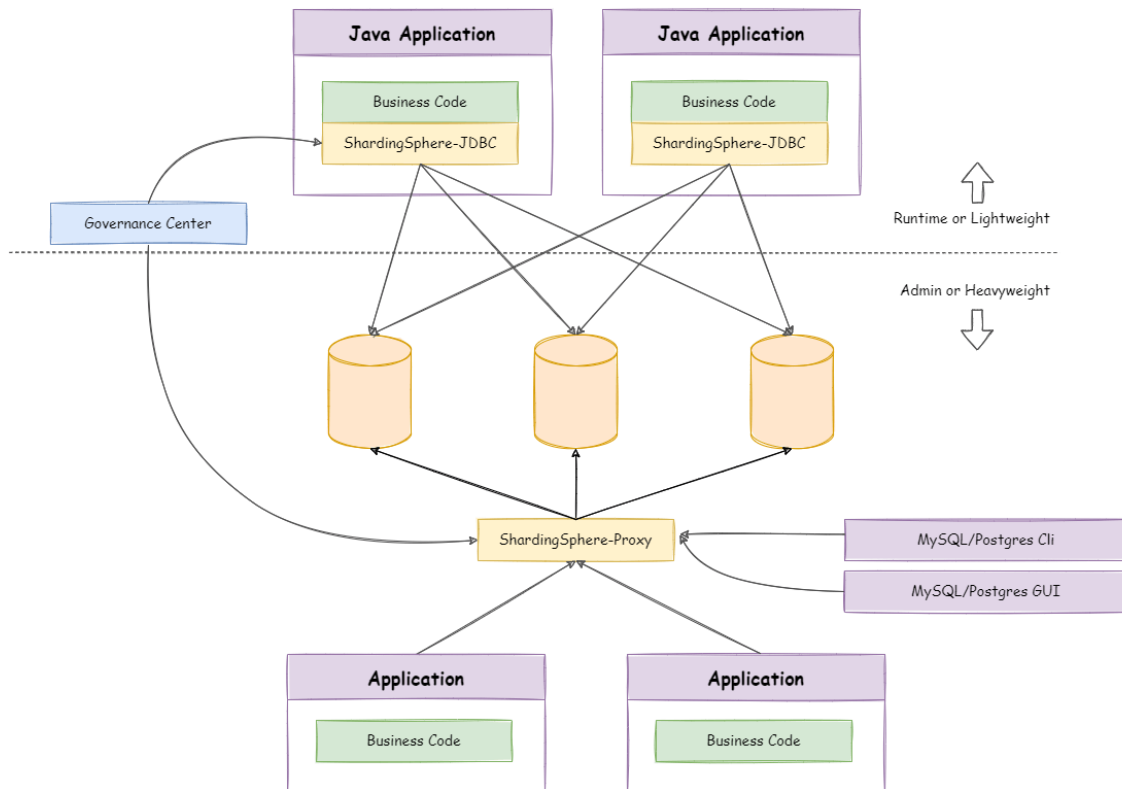 Java Application
Java Application
Business Code
Business Code
ShardingSphere-JDBC
ShardingSphere-JDBC
Governance Center
Runtime or Lightweight
Admin or Heavyweight
ShardingSphere-Proxy
MySQL/Postgres Cli
MySQL/Postgres GUI
Application
Application
Business Code
Business Code